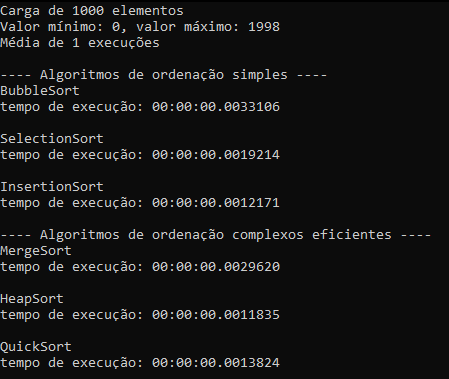 Carga de 1000 elementos
Valor mínimo: 0, valor máximo: 1998
Média de 1 execuções
---- Algoritmos de ordenação simples ----
BubbleSort
tempo de execução: 00:00:00.0033106
SelectionSort
tempo de execução: 00:00:00.0019214
InsertionSort
tempo de execução: 00:00:00.0012171
---- Algoritmos de ordenação complexos eficientes ----
MergeSort
tempo de execução: 00:00:00.0029620
HeapSort
tempo de execução: 00:00:00.0011835
QuickSort
tempo de execução: 00:00:00.0013824